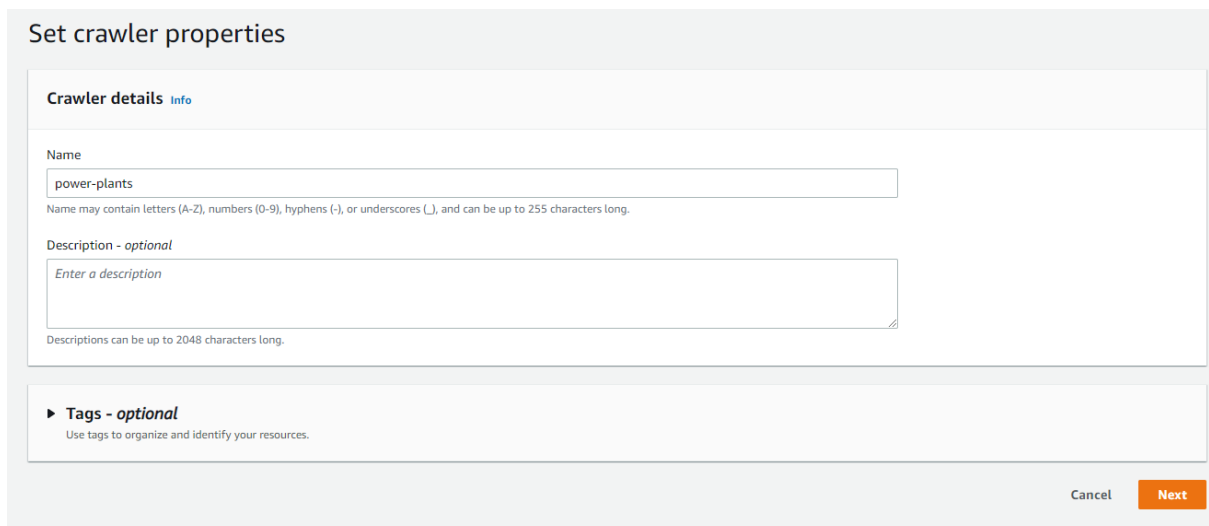 Set crawler properties
Crawler details Info
Name
power-plants
Name may contain letters (A-Z), numbers (0-9), hyphens (-), or underscores (_), and can be up to 255 characters long.
Description - optional
Enter a description
Descriptions can be up to 2048 characters long.
Tags - optional
Use tags to organize and identify your resources.
Cancel Next